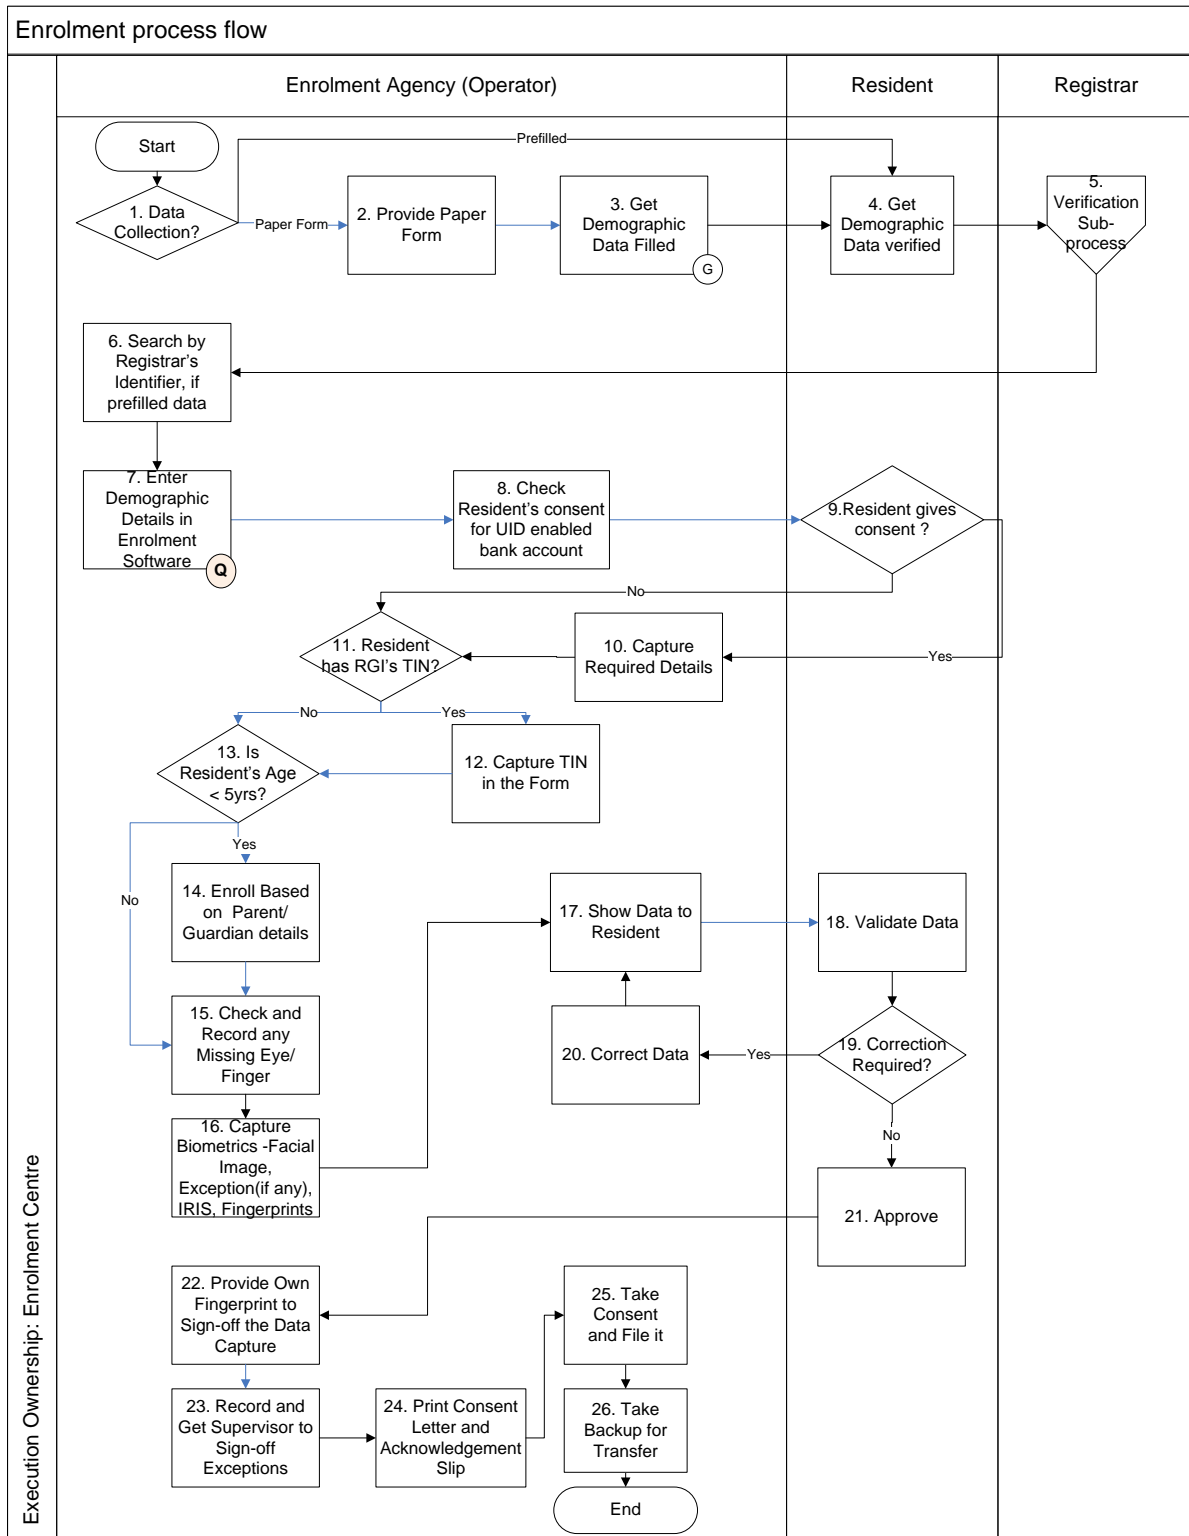 Enrolment process flow
Enrolment Agency (Operator)
Resident
Registrar
Start
Prefilled
1. Data
Collection?
Paper Form
2. Provide Paper
Form
3. Get
Demographic
Data Filled
G
4. Get
Demographic
Data verified
5.
Verification
Sub-
process
6. Search by
Registrar's
Identifier, if
prefilled data
7. Enter
Demographic
Details in
Enrolment
Software
Q
8. Check
Resident's consent
for UID enabled
bank account
9.Resident gives
consent ?
No
Yes
10. Capture
Required Details
11. Resident
has RGI's TIN?
No
Yes
12. Capture TIN
in the Form
13. Is
Resident's Age
< 5yrs?
Yes
No
14. Enroll Based
on Parent/
Guardian details
15. Check and
Record any
Missing Eye/
Finger
16. Capture
Biometrics -Facial
Image,
Exception(if any),
IRIS, Fingerprints
17. Show Data to
Resident
18. Validate Data
19. Correction
Required?
Yes
20. Correct Data
No
21. Approve
22. Provide Own
Fingerprint to
Sign-off the Data
Capture
23. Record and
Get Supervisor to
Sign-off
Exceptions
24. Print Consent
Letter and
Acknowledgement
Slip
25. Take
Consent
and File it
26. Take
Backup for
Transfer
End
Execution Ownership: Enrolment Centre